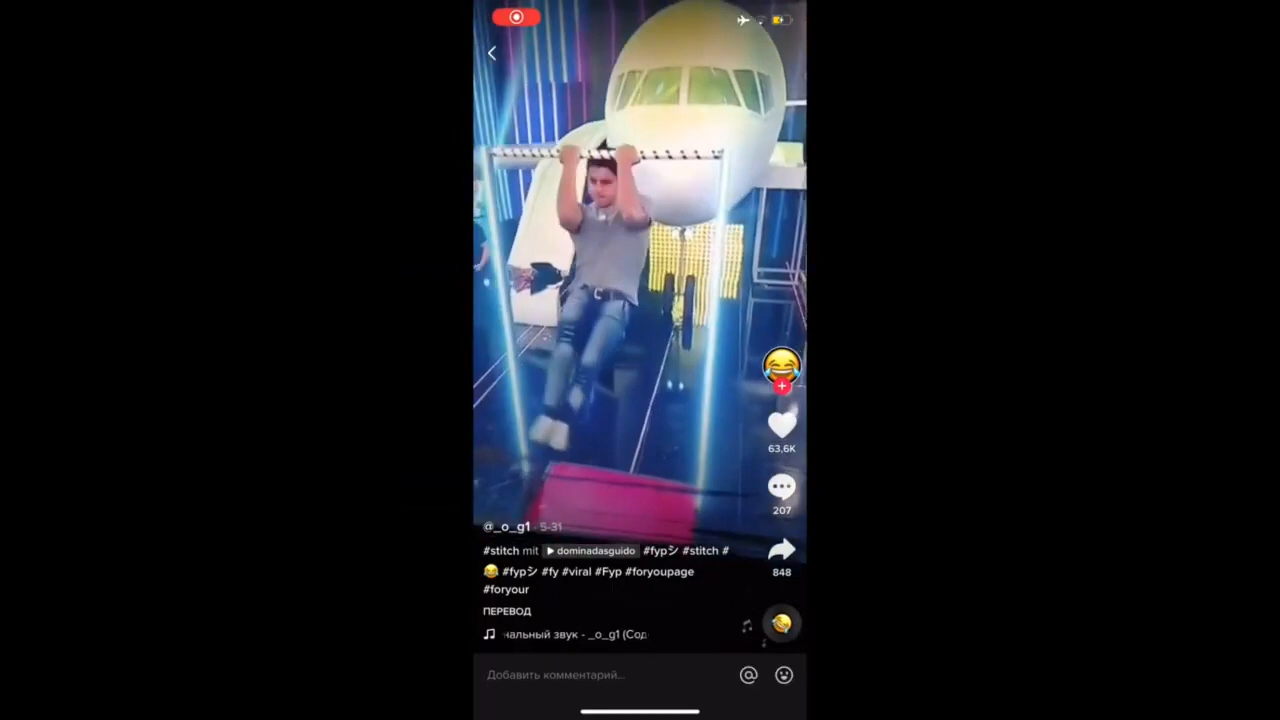 63,6K
207
@_o_g1 · 5-31
#stitch mit ▶ dominadasguido #fypシ #stitch #
848
😂 #fypシ #fy #viral #Fyp #foryoupage
#foryour
ПЕРЕВОД
нальный звук - _o_g1 (Сод
Добавить комментарий...